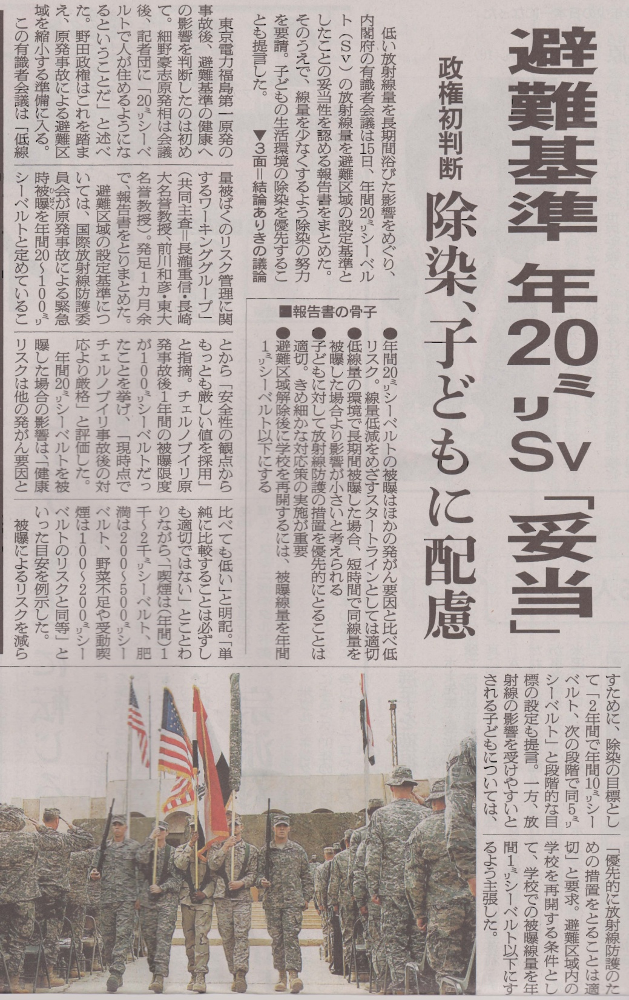 避難基準 年20㍉Sv「妥当」
政権初判断 除染、子どもに配慮
低い放射線量を長期間浴びた影響をめぐり、
内閣府の有識者会議は15日、年間20㍉シーベル
ト(Sv)の放射線量を避難区域の設定基準と
したことの妥当性を認める報告書をまとめた。
そのうえで、線量を少なくするよう除染の努力
を要請。子どもの生活環境の除染を優先するこ
とも提言した。 ▼3面=結論ありきの議論
■報告書の骨子
●年間20㍉シーベルトの被曝はほかの発がん要因と比べ低
リスク。線量低減をめざすスタートラインとしては適切
●低線量の環境で長期間被曝した場合、短時間で同線量を
被曝した場合より影響が小さいと考えられる
●子どもに対して放射線防護の措置を優先的にとることは
適切。きめ細かな対応策の実施が重要
●避難区域解除後に学校を再開するには、被曝線量を年間
1㍉シーベルト以下にする
東京電力福島第一原発の
事故後、避難基準の健康へ
の影響を判断したのは初め
て。細野豪志原発相は会議
後、記者団に「20㍉シーベ
ルトで人が住めるようにな
るということだ」と述べ
た。野田政権はこれを踏ま
え、原発事故による避難区
域を縮小する準備に入る。
この有識者会議は「低線
量被ばくのリスク管理に関
するワーキンググループ」
(共同主査=長瀧重信・長崎
大名誉教授、前川和彦・東大
名誉教授)。発足1カ月余
で、報告書をとりまとめた。
避難区域の設定基準につ
いては、国際放射線防護委
員会が原発事故による緊急
時被曝を年間20〜100㍉
シーベルトと定めているこ
とから「安全性の観点から
もっとも厳しい値を採用」
と指摘。チェルノブイリ原
発事故後1年間の被曝限度
が100㍉シーベルトだっ
たことを挙げ、「現時点で
チェルノブイリ事故後の対
応より厳格」と評価した。
年間20㍉シーベルトを被
曝した場合の影響は、「健康
リスクは他の発がん要因と
比べても低い」と明記。「単
純に比較することは必ずし
も適切ではない」とことわ
りながら、「喫煙は(年間)1
千〜2千㍉シーベルト、肥
満は200〜500㍉シー
ベルト、野菜不足や受動喫
煙は100〜200㍉シー
ベルトのリスクと同等」と
いった目安を例示した。
被曝によるリスクを減ら
すために、除染の目標とし
て「2年間で年間10㍉シー
ベルト、次の段階で同5㍉
シーベルト」と段階的な目
標の設定も提言。一方、放
射線の影響を受けやすいと
される子どもについては、
「優先的に放射線防護のた
めの措置をとることは適
切」と要求。避難区域内の
学校を再開する条件とし
て、学校での被曝線量を年
間1㍉シーベルト以下にす
るよう主張した。